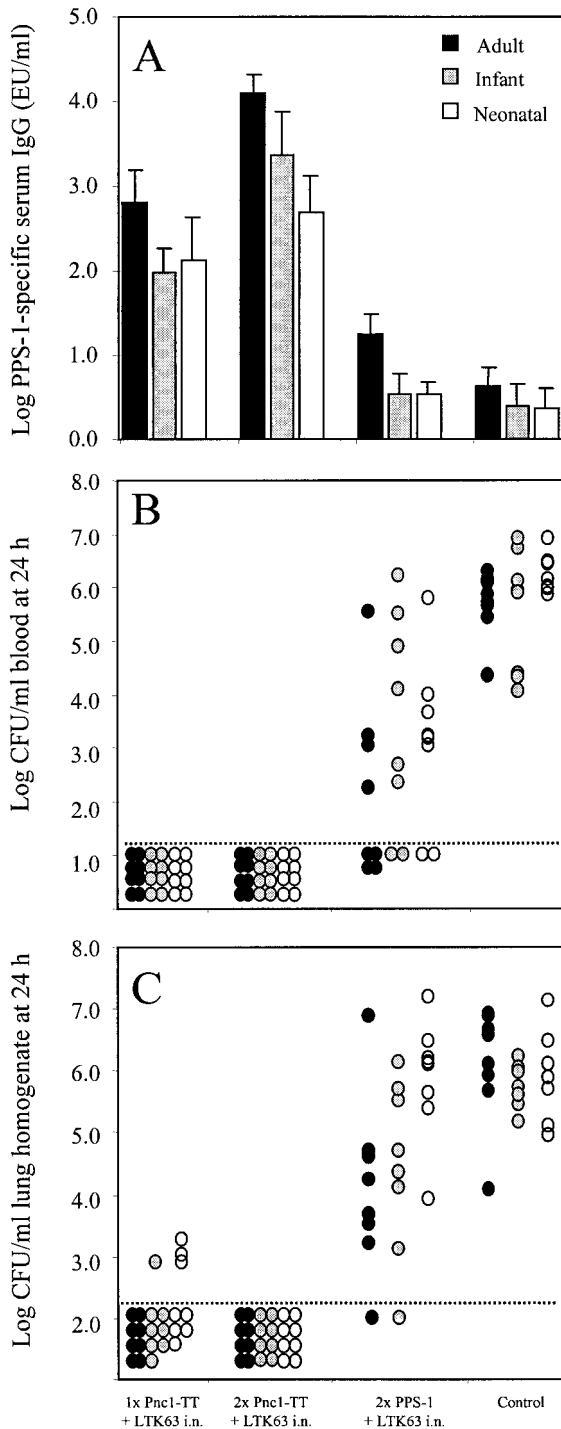 A
Adult
Infant
Neonatal
Log PPS-1-specific serum IgG (EU/ml)
5.0
4.0
3.0
2.0
1.0
0.0
B
Log CFU/ml blood at 24 h
8.0
7.0
6.0
5.0
4.0
3.0
2.0
1.0
C
Log CFU/ml lung homogenate at 24 h
8.0
7.0
6.0
5.0
4.0
3.0
2.0
1x Pnc1-TT
+ LTK63 i.n.
2x Pnc1-TT
+ LTK63 i.n.
2x PPS-1
+ LTK63 i.n.
Control